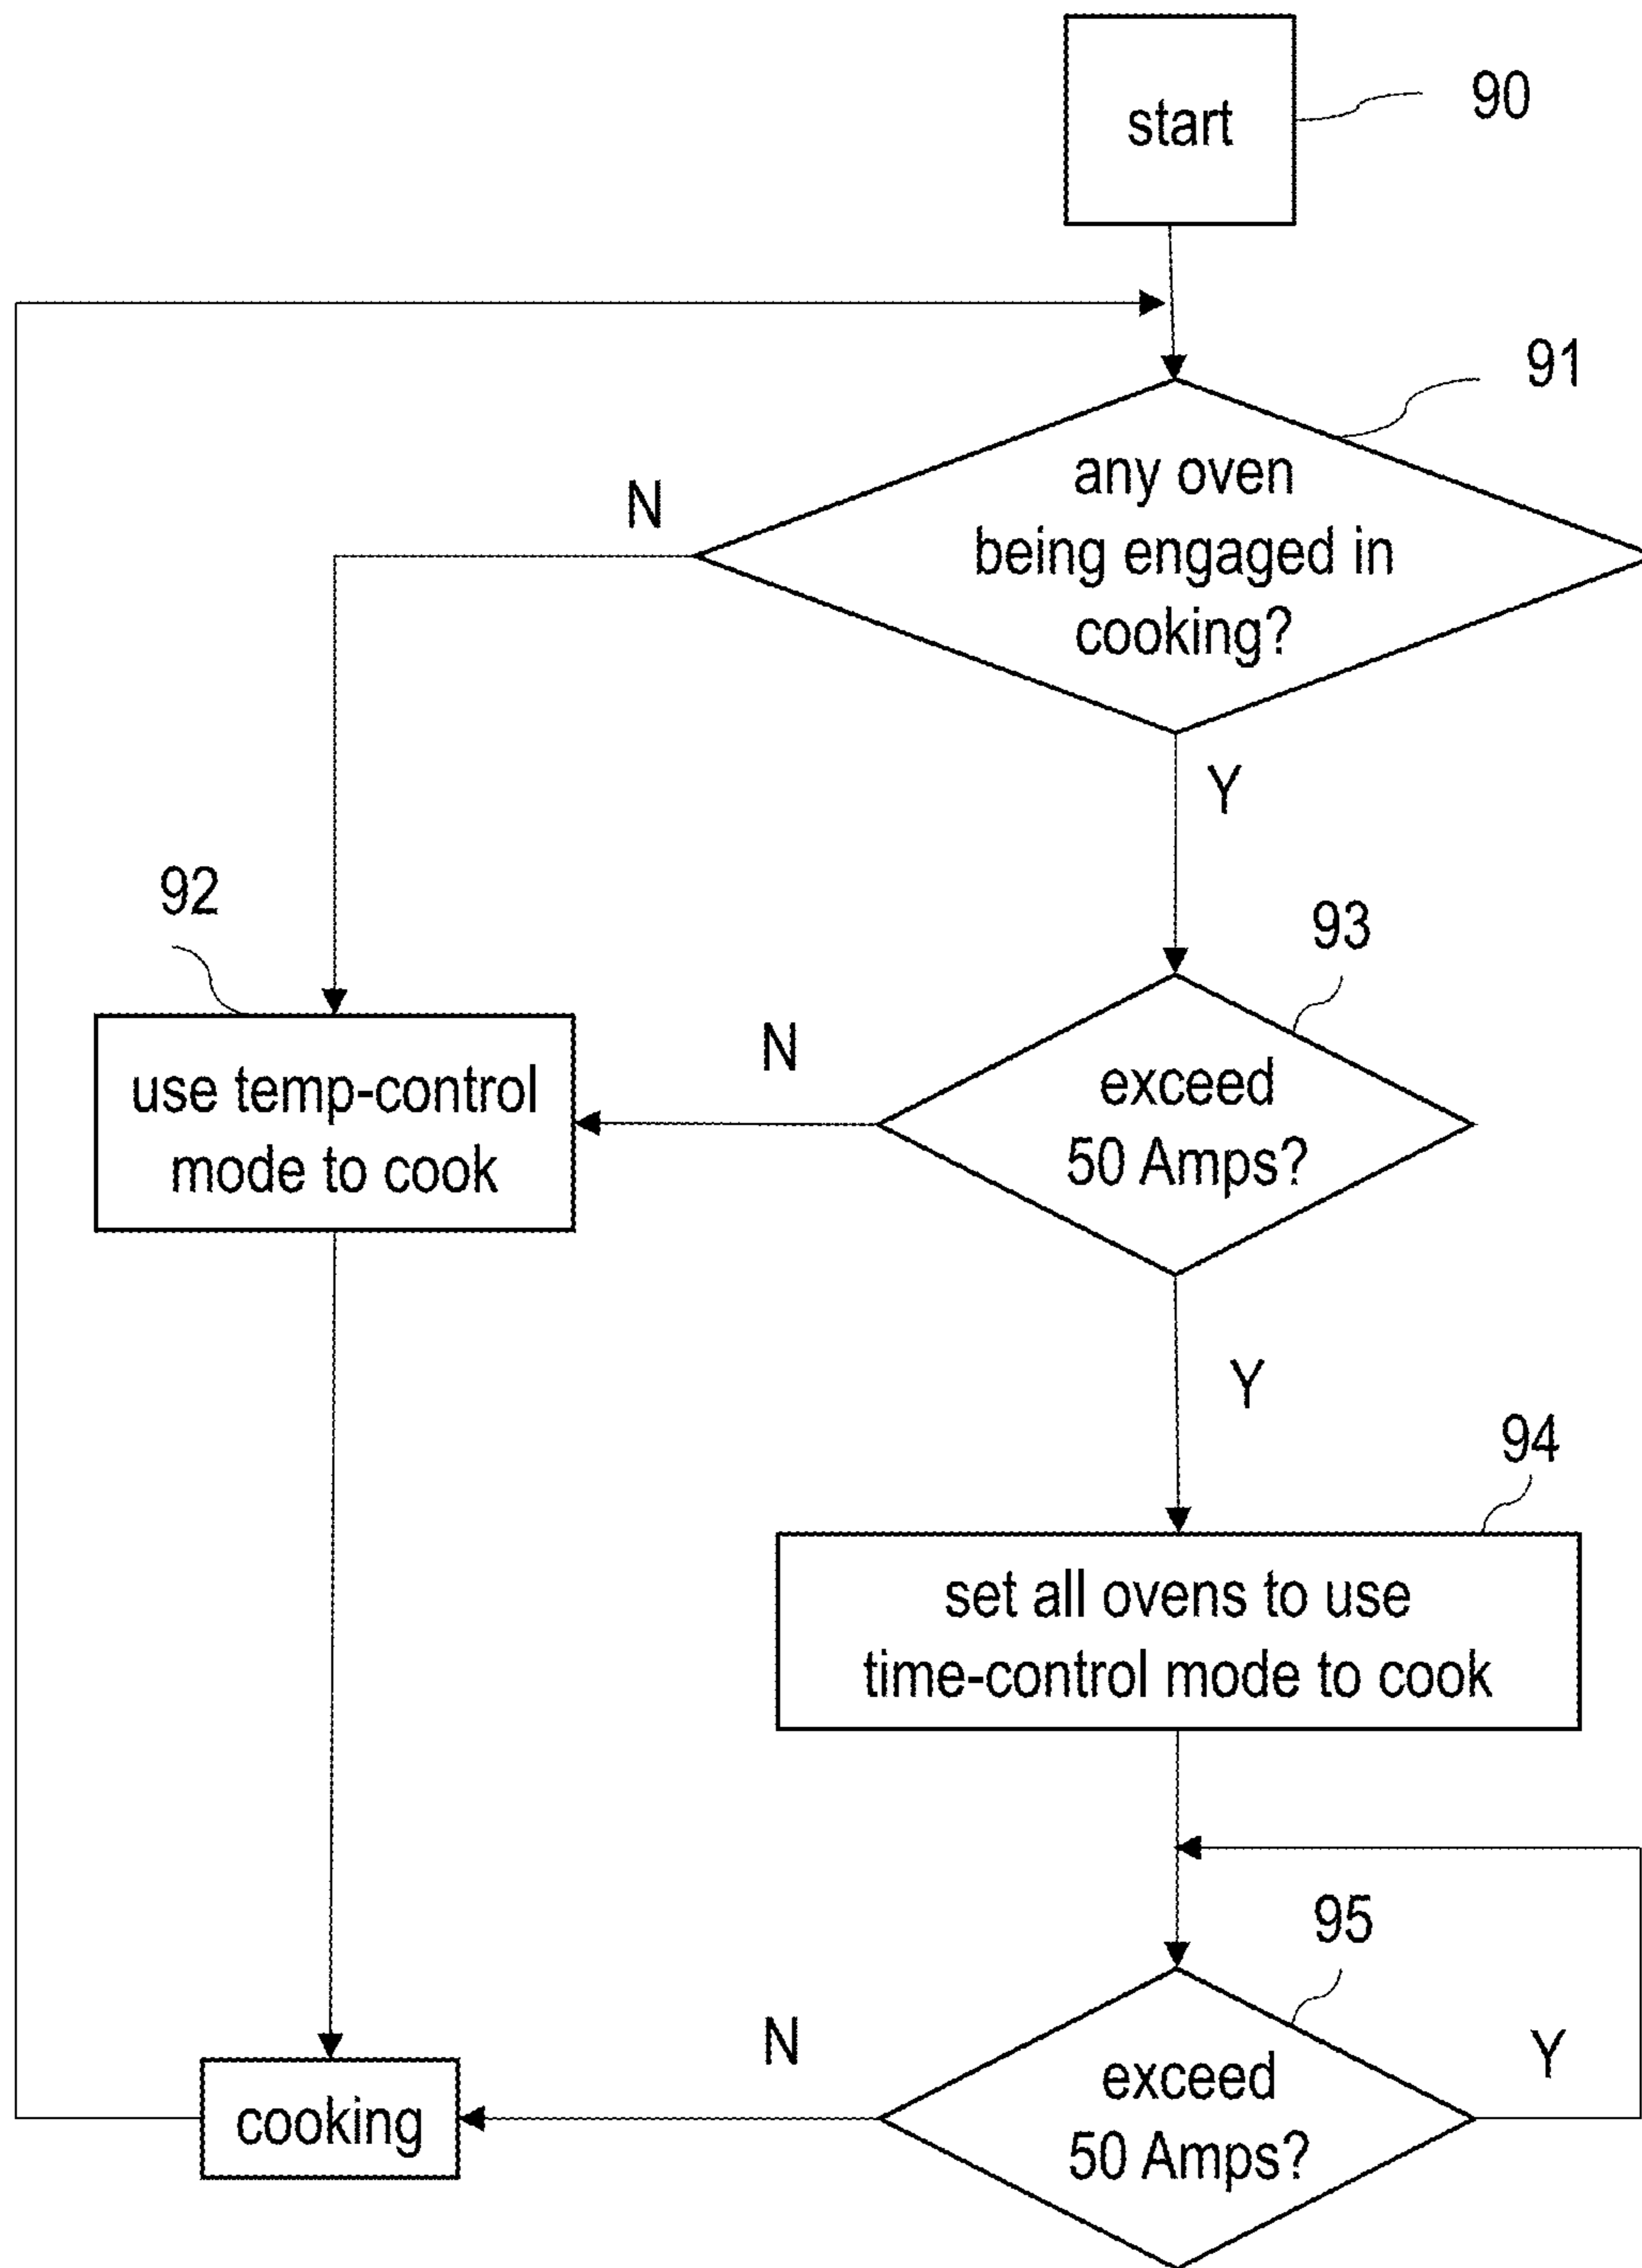 start
90
91
any oven
being engaged in
cooking?
N
Y
92
93
use temp-control
mode to cook
N
exceed
50 Amps?
Y
94
set all ovens to use
time-control mode to cook
95
N
exceed
50 Amps?
Y
cooking